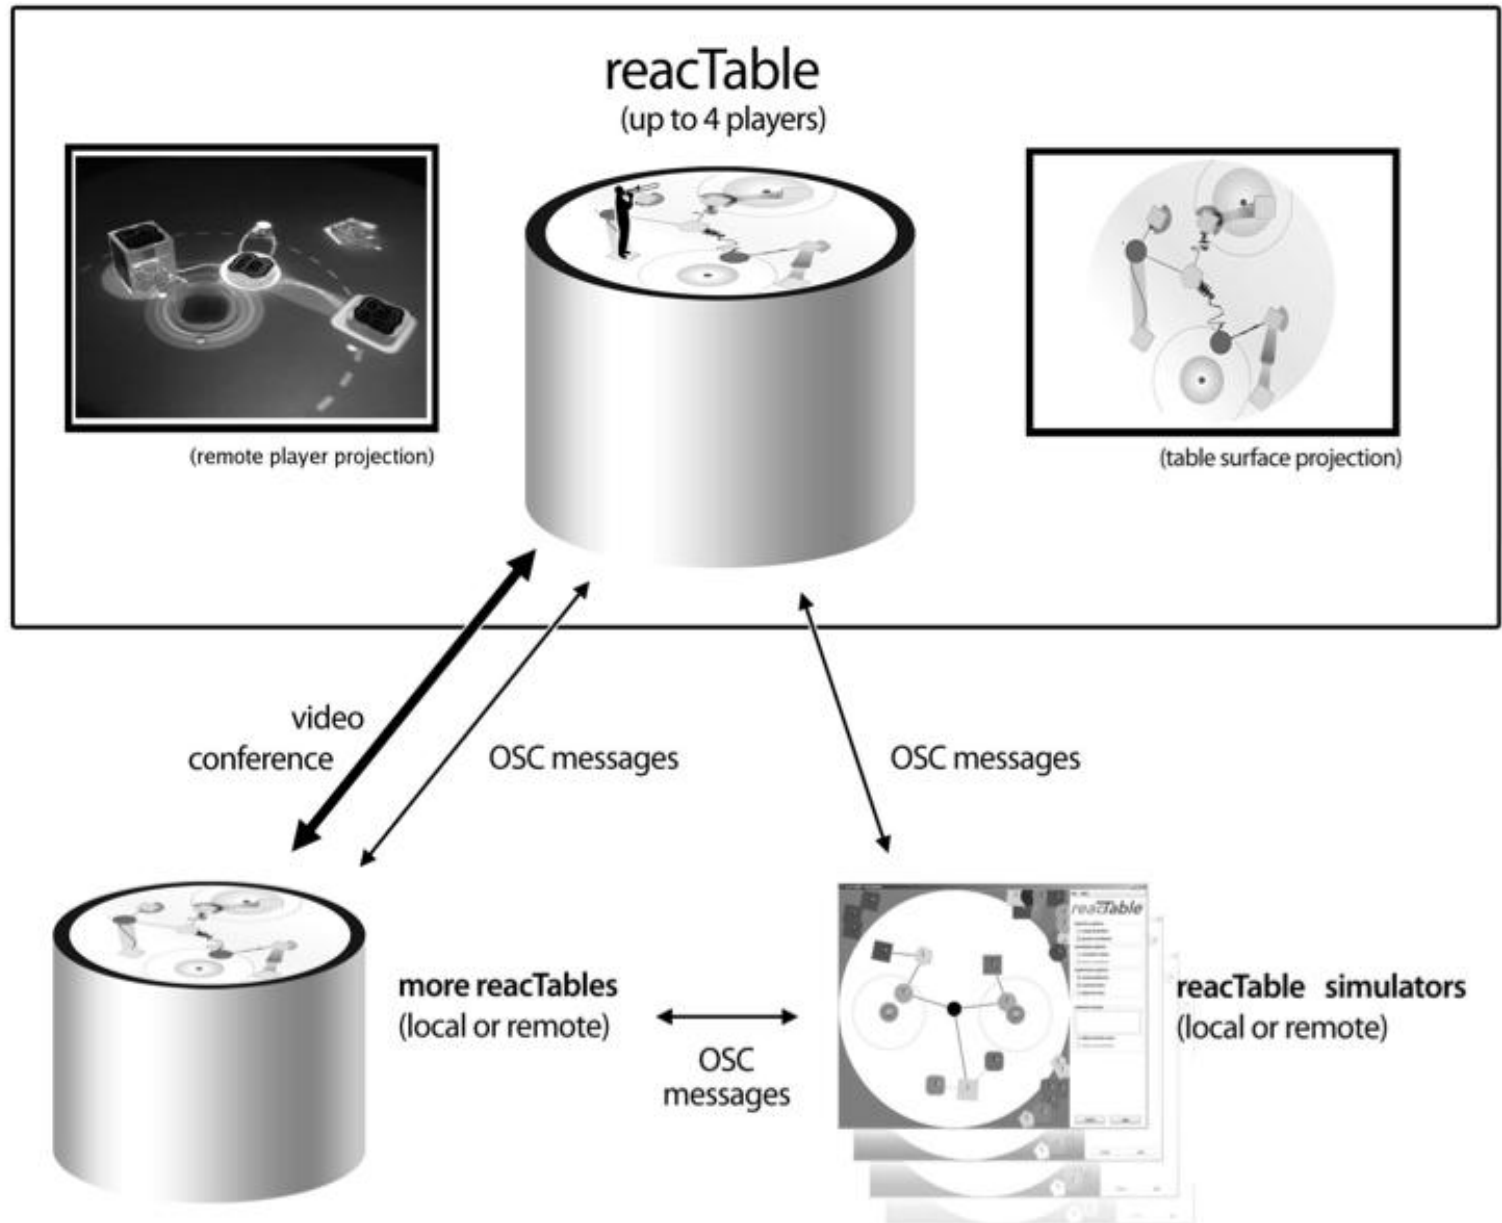 reacTable
(up to 4 players)
(remote player projection)
(table surface projection)
video
conference
OSC messages
OSC messages
more reacTables
(local or remote)
OSC
messages
reacTable
reacTable simulators
(local or remote)